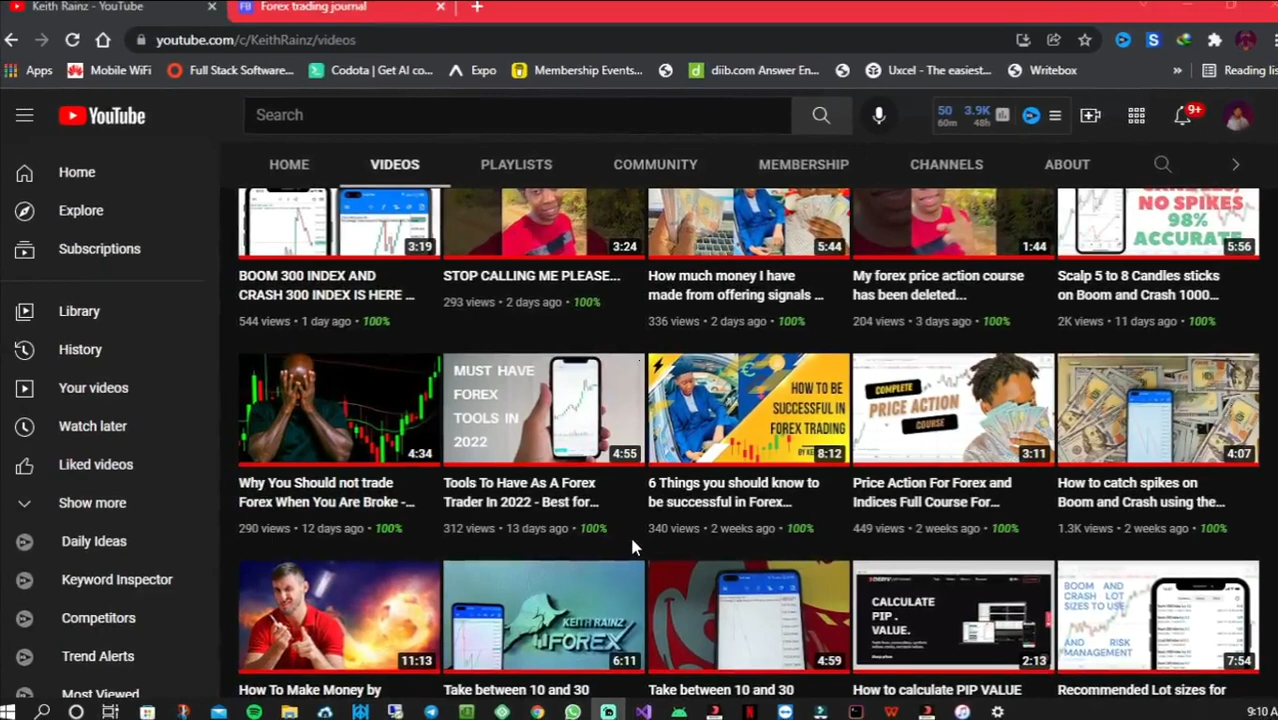 Keith Rainz - YouTube
Forex trading journal
youtube.com/c/KeithRainz/videos
Apps
Mobile WiFi
Full Stack Software...
Codota | Get AI co...
Expo
Membership Events...
diib.com Answer En...
Uxcel - The easiest...
Writebox
»
Reading list
YouTube
Search
50
60m
3.9K
48h
9+
HOME
VIDEOS
PLAYLISTS
COMMUNITY
MEMBERSHIP
CHANNELS
ABOUT
Home
Explore
Subscriptions
Library
History
Your videos
Watch later
Liked videos
Show more
Daily Ideas
Keyword Inspector
Competitors
Trend Alerts
Most Viewed
3:19
BOOM 300 INDEX AND
CRASH 300 INDEX IS HERE ...
544 views • 1 day ago • 100%
3:24
STOP CALLING ME PLEASE...
293 views • 2 days ago • 100%
5:44
How much money I have
made from offering signals ...
336 views • 2 days ago • 100%
1:44
My forex price action course
has been deleted...
204 views • 3 days ago • 100%
NO SPIKES
98%
ACCURATE
5:56
Scalp 5 to 8 Candles sticks
on Boom and Crash 1000...
2K views • 11 days ago • 100%
4:34
Why You Should not trade
Forex When You Are Broke -...
290 views • 12 days ago • 100%
MUST HAVE
FOREX
TOOLS IN
2022
4:55
Tools To Have As A Forex
Trader In 2022 - Best for...
312 views • 13 days ago • 100%
HOW TO BE
SUCCESSFUL IN
FOREX TRADING
8:12
6 Things you should know to
be successful in Forex...
340 views • 2 weeks ago • 100%
COMPLETE
PRICE ACTION
COURSE
3:11
Price Action For Forex and
Indices Full Course For...
449 views • 2 weeks ago • 100%
4:07
How to catch spikes on
Boom and Crash using the...
1.3K views • 2 weeks ago • 100%
11:13
How To Make Money by
KEITH RAINZ
FOREX
6:11
Take between 10 and 30
4:59
Take between 10 and 30
CALCULATE
PIP -
VALUE.
2:13
How to calculate PIP VALUE
BOOM AND
CRASH LOT
SIZES TO USE
AND RISK
MANAGEMENT
7:54
Recommended Lot sizes for
9:10 A